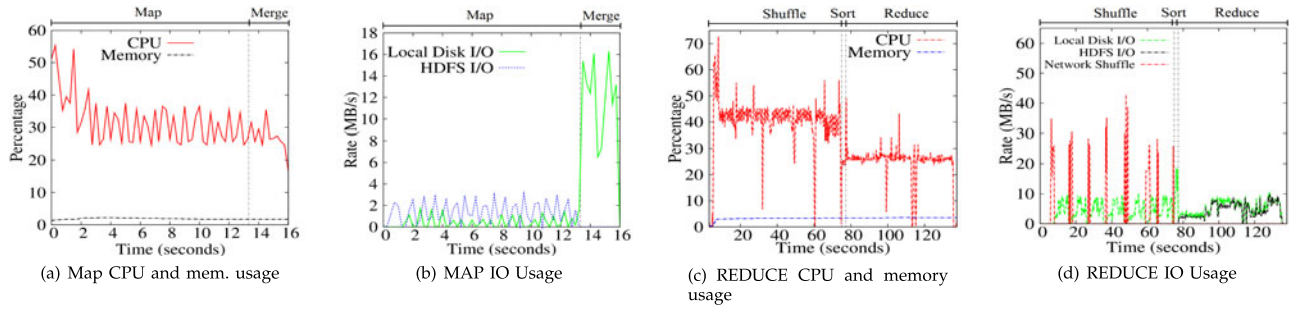 Map Merge
60
50
40
30
20
10
0
Percentage
CPU
Memory
0 2 4 6 8 10 12 14 16
Time (seconds)
(a) Map CPU and mem. usage
Map Merge
18
16
14
12
10
8
6
4
2
0
Rate (MB/s)
Local Disk I/O
HDFS I/O
0 2 4 6 8 10 12 14 16
Time (seconds)
(b) MAP IO Usage
Shuffle Sort Reduce
70
60
50
40
30
20
10
0
Percentage
CPU
Memory
20 40 60 80 100 120
Time (seconds)
(c) REDUCE CPU and memory
usage
Shuffle Sort Reduce
60
50
40
30
20
10
0
Rate (MB/s)
Local Disk I/O
HDFS I/O
Network Shuffle
0 20 40 60 80 100 120
Time (seconds)
(d) REDUCE IO Usage